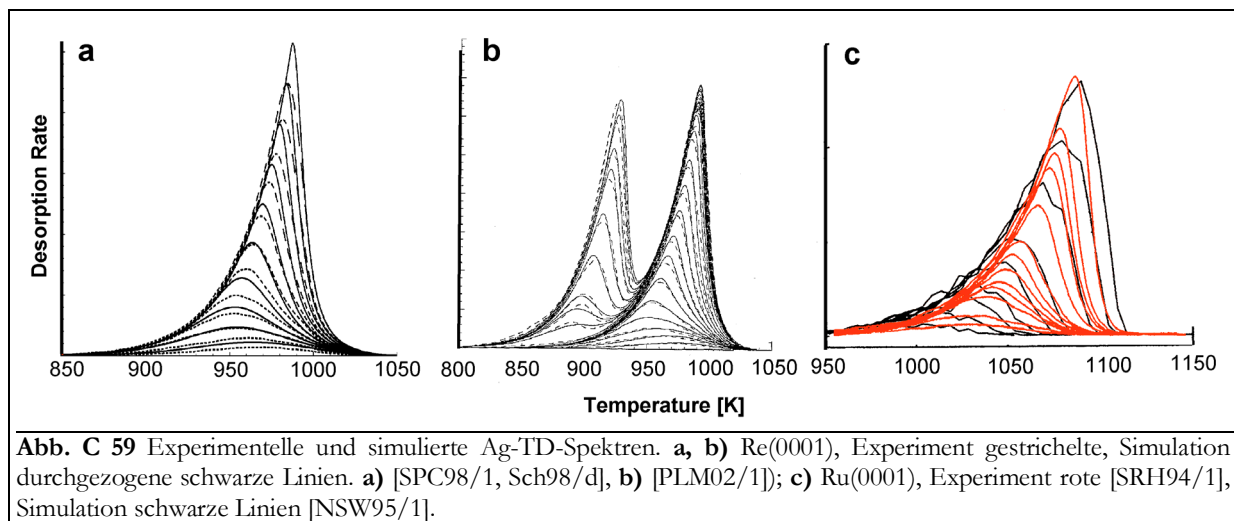 a
b
c
Desorption Rate
850 900 950 1000 1050
800 900 950 1000 1050
950 1000 1050 1100 1150
Temperature [K]
Abb. C 59 Experimentelle und simulierte Ag-TD-Spektren. a, b) Re(0001), Experiment gestrichelte, Simulation
durchgezogene schwarze Linien. a) [SPC98/1, Sch98/d], b) [PLM02/1]); c) Ru(0001), Experiment rote [SRH94/1],
Simulation schwarze Linien [NSW95/1].